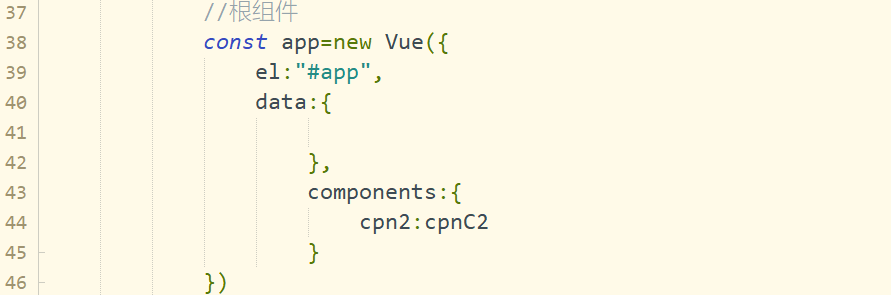 37 //根组件
38 const app=new Vue({
39 el:"#app",
40 data:{
41
42 },
43 components:{
44 cpn2:cpnC2
45 }
46 })